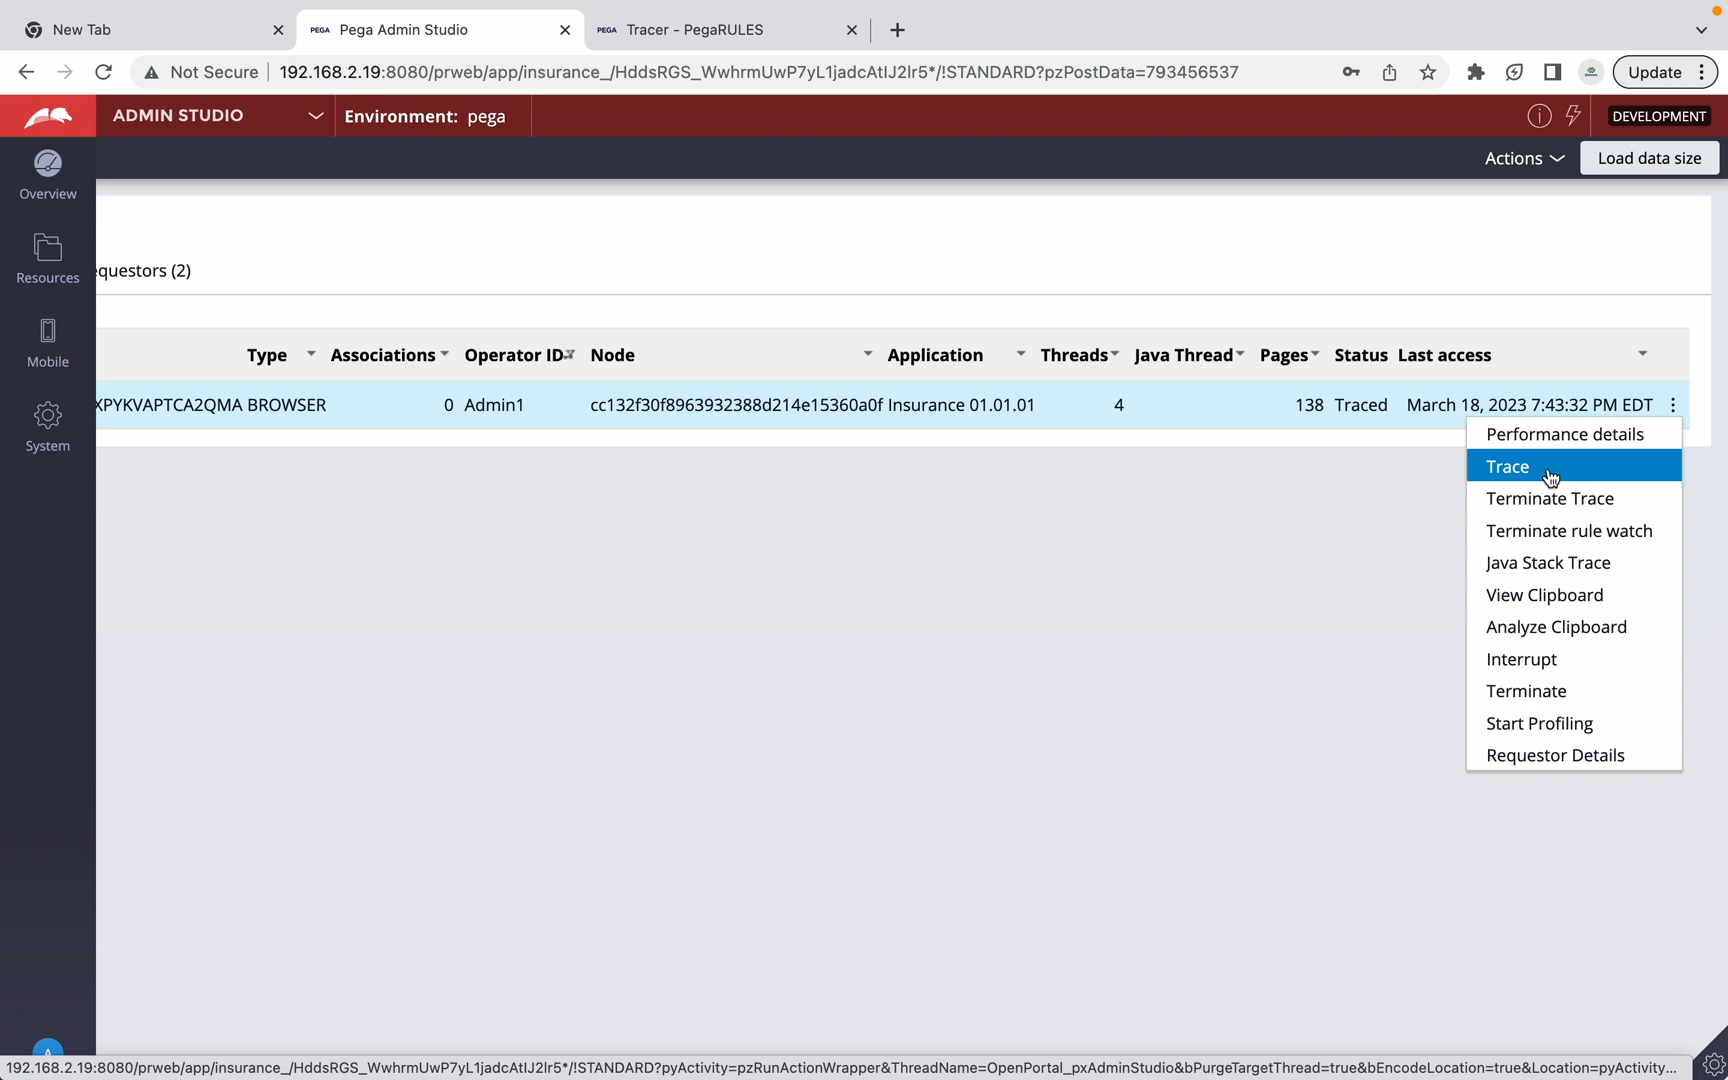 New Tab
PEGA Pega Admin Studio
PEGA Tracer - PegaRULES
Not Secure 192.168.2.19:8080/prweb/app/insurance_/HddsRGS_WwhrmUwP7yL1jadcAtIJ2Ir5*/!STANDARD?pzPostData=793456537
Update
ADMIN STUDIO
Environment: pega
DEVELOPMENT
Actions
Load data size
Overview
Resources
Mobile
System
equestors (2)
Type Associations Operator ID Node Application Threads Java Thread Pages Status Last access
XPYKVAPTCA2QMA BROWSER 0 Admin1 cc132f30f8963932388d214e15360a0f Insurance 01.01.01 4 138 Traced March 18, 2023 7:43:32 PM EDT
Performance details
Trace
Terminate Trace
Terminate rule watch
Java Stack Trace
View Clipboard
Analyze Clipboard
Interrupt
Terminate
Start Profiling
Requestor Details
A
192.168.2.19:8080/prweb/app/insurance_/HddsRGS_WwhrmUwP7yL1jadcAtIJ2Ir5*/!STANDARD?pyActivity=pzRunActionWrapper&ThreadName=OpenPortal_pxAdminStudio&bPurgeTargetThread=true&bEncodeLocation=true&Location=pyActivity...